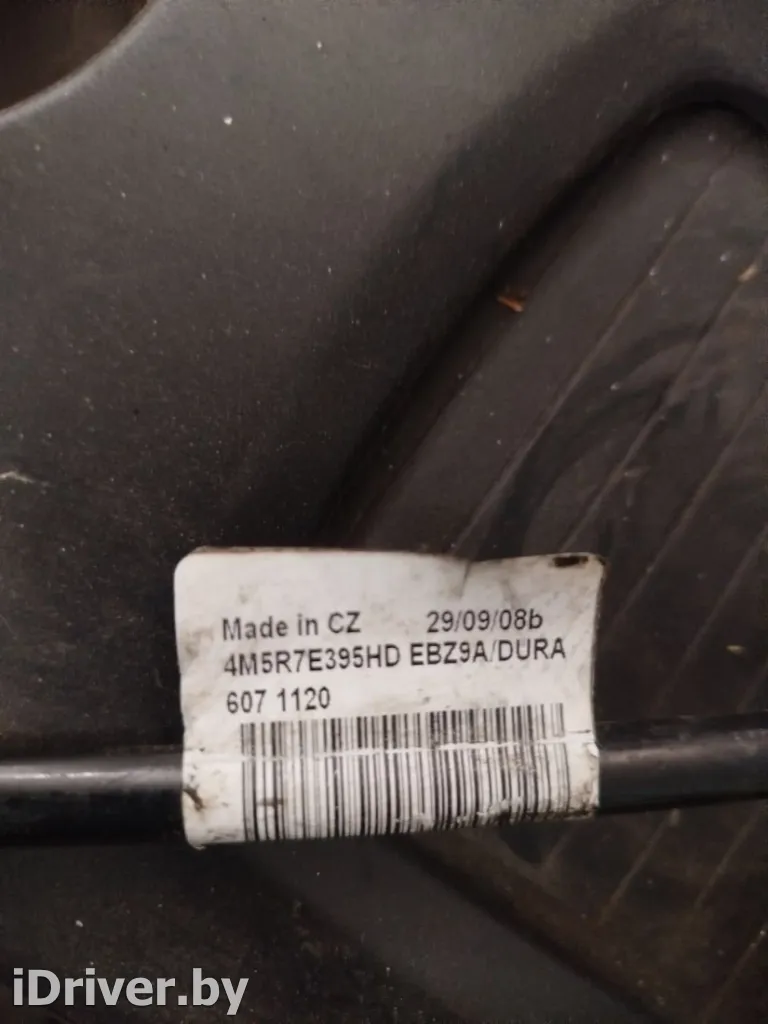 Made in CZ 29/09/08b
4M5R7E395HD EBZ9A/DURA
607 1120
iDriver.by